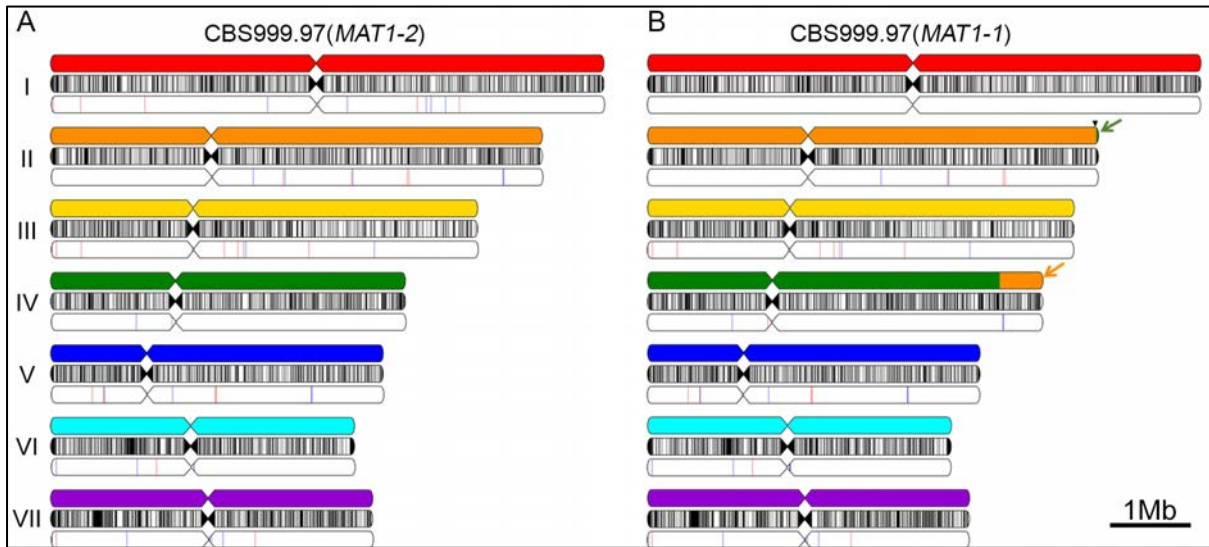 A
CBS999.97(MAT1-2)
B
CBS999.97(MAT1-1)
I
II
III
IV
V
VI
VII
1Mb